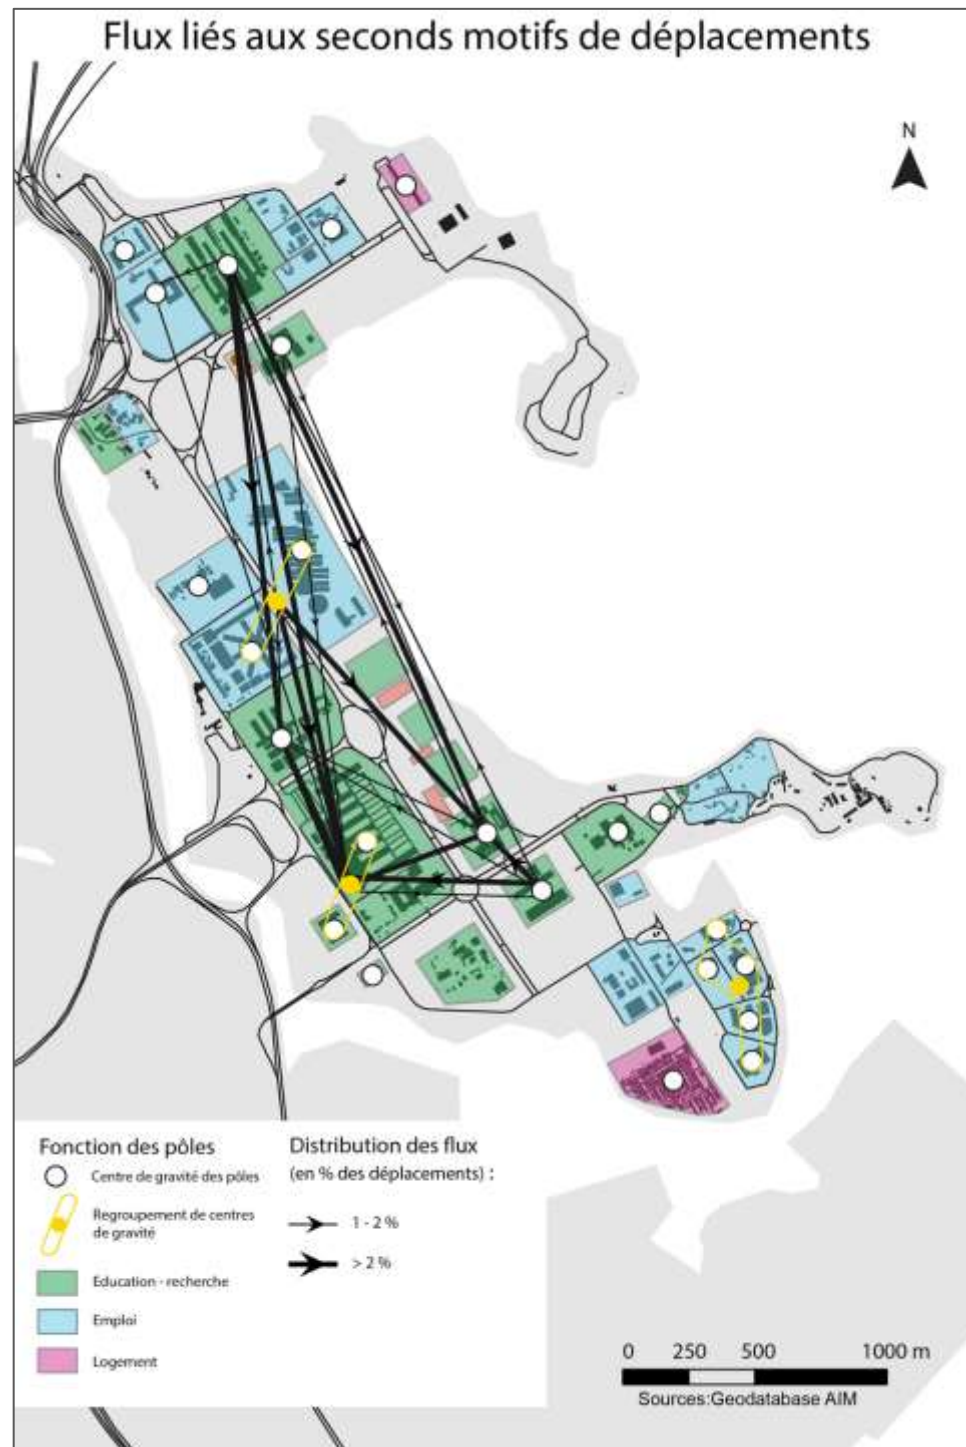 Flux liés aux seconds motifs de déplacements
N
Fonction des pôles
Centre de gravité des pôles
Regroupement de centres
de gravité
Education - recherche
Emploi
Logement
Distribution des flux
(en % des déplacements) :
1 - 2 %
> 2 %
0 250 500 1000 m
Sources:Geodatabase AIM